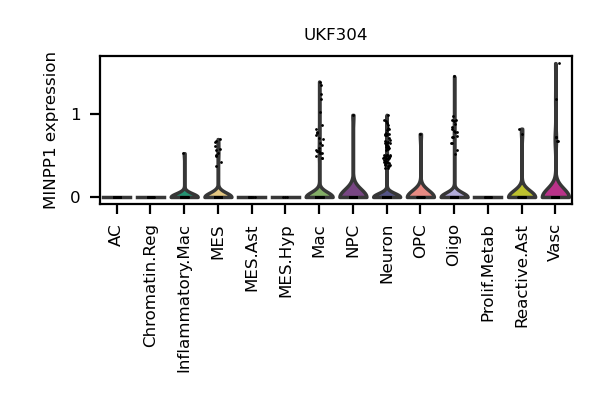 UKF304
MINPP1 expression
1
0
AC
Chromatin.Reg
Inflammatory.Mac
MES
MES.Ast
MES.Hyp
Mac
NPC
Neuron
OPC
Oligo
Prolif.Metab
Reactive.Ast
Vasc